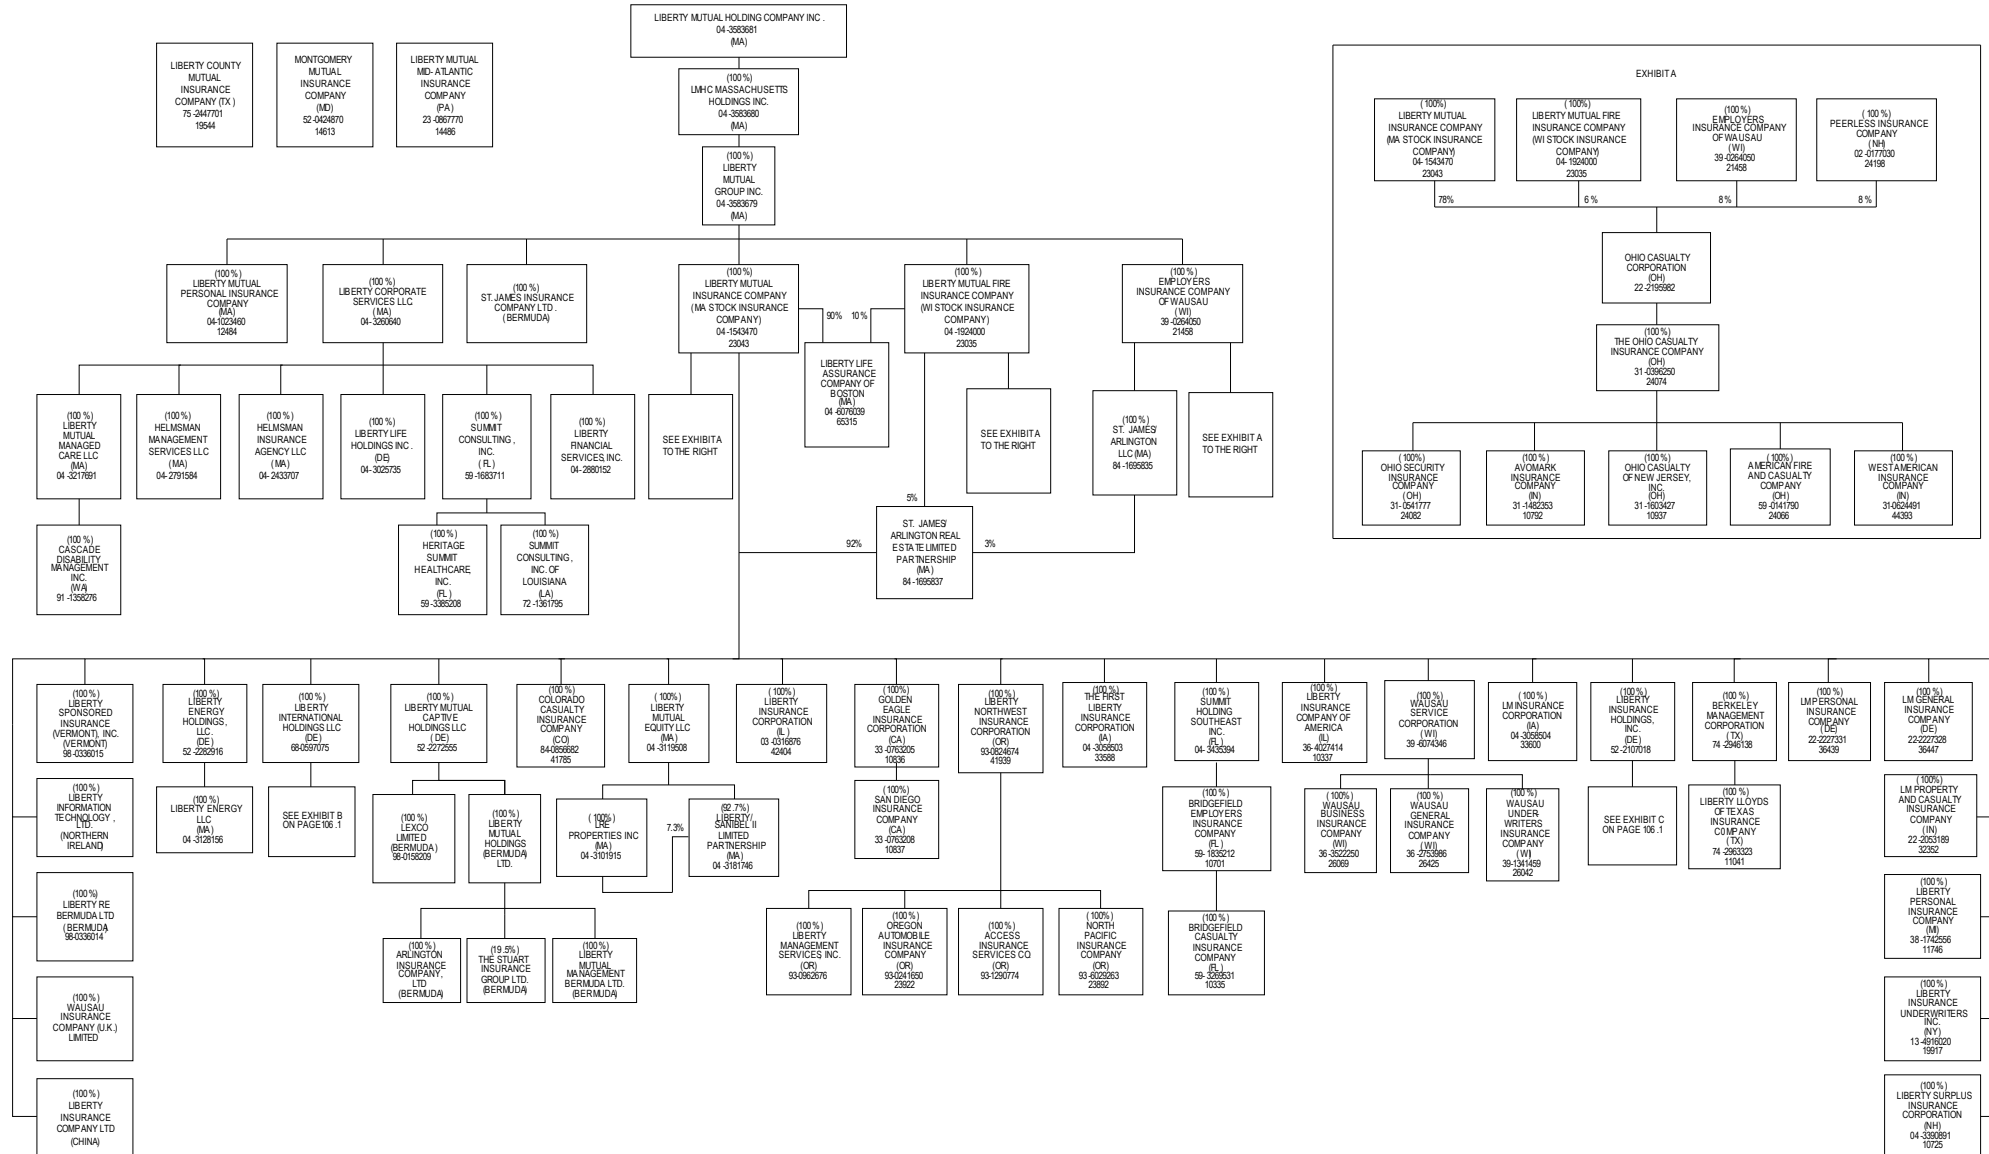 LIBERTY MUTUAL HOLDING COMPANY INC .
04 -3583681
(MA)
LIBERTY COUNTY
MUTUAL
INSURANCE
COMPANY (TX )
75 -2447701
19544
MONTGOMERY
MUTUAL
INSURANCE
COMPANY
(MD)
52 -0424870
14613
LIBERTY MUTUAL
MID- ATLANTIC
INSURANCE
COMPANY
(PA)
23 -0867770
14486
(100 %)
LMHC MASSACHUSETTS
HOLDINGS INC.
04 -3583680
(MA)
(100 %)
LIBERTY
MUTUAL
GROUP INC.
04 -3583679
(MA)
(100 %)
LIBERTY MUTUAL
PERSONAL INSURANCE
COMPANY
(MA)
04-1023460
12484
(100 %)
LIBERTY CORPORATE
SERVICES LLC
( MA)
04- 3260640
(100 %)
ST. JAMES INSURANCE
COMPANY LTD .
( BERMUDA)
(100 %)
LIBERTY MUTUAL
INSURANCE COMPANY
(MA STOCK INSURANCE
COMPANY)
04 -1543470
23043
90%
10 %
(100 %)
LIBERTY MUTUAL FIRE
INSURANCE COMPANY
(WI STOCK INSURANCE
COMPANY)
04 -1924000
23035
(100 %)
EMPLOYERS
INSURANCE COMPANY
OF WAUSAU
( WI)
39 -0264050
21458
LIBERTY LIFE
ASSURANCE
COMPANY OF
BOSTON
(MA)
04 -6076039
65315
(100 %)
LIBERTY
MUTUAL
MANAGED
CARE LLC
(MA)
04 -3217691
(100 %)
HELMSMAN
MANAGEMENT
SERVICES LLC
(MA)
04- 2791584
(100 %)
HELMSMAN
INSURANCE
AGENCY LLC
( MA)
04- 2433707
(100 %)
LIBERTY LIFE
HOLDINGS INC .
(DE)
04 -3025735
(100 %)
SUMMIT
CONSULTING ,
INC.
( FL)
59 -1683711
(100 %)
LIBERTY
FINANCIAL
SERVICES, INC.
04- 2880152
SEE EXHIBIT A
TO THE RIGHT
SEE EXHIBIT A
TO THE RIGHT
(100 %)
ST. JAMES/
ARLINGTON
LLC (MA)
84 -1695835
SEE EXHIBIT A
TO THE RIGHT
(100 %)
CASCADE
DISABILITY
MANAGEMENT
INC.
(WA)
91 -1358276
(100 %)
HERITAGE
SUMMIT
HEALTHCARE,
INC.
(FL )
59 -3385208
(100 %)
SUMMIT
CONSULTING ,
INC. OF
LOUISIANA
(LA)
72 -1361795
5%
92%
ST. JAMES/
ARLINGTON REAL
ESTATE LIMITED
PARTNERSHIP
(MA)
84 -1695837
3%
EXHIBIT A
( 100%)
LIBERTY MUTUAL
INSURANCE COMPANY
(MA STOCK INSURANCE
COMPANY)
04- 1543470
23043
( 100%)
LIBERTY MUTUAL FIRE
INSURANCE COMPANY
(WI STOCK INSURANCE
COMPANY)
04- 1924000
23035
(100 %)
EMPLOYERS
INSURANCE COMPANY
OF WAUSAU
( WI)
39 -0264050
21458
( 100 %)
PEERLESS INSURANCE
COMPANY
( NH)
02 -0177030
24198
78%
6 %
8 %
8 %
OHIO CASUALTY
CORPORATION
(OH)
22 -2195982
(100 %)
THE OHIO CASUALTY
INSURANCE COMPANY
(OH)
31 -0396250
24074
(100%)
OHIO SECURITY
INSURANCE
COMPANY
(OH)
31- 0541777
24082
(100%)
AVOMARK
INSURANCE
COMPANY
(IN)
31 -1482353
10792
(100%)
OHIO CASUALTY
OF NEW JERSEY,
INC.
(OH)
31 -1603427
10937
(100%)
AMERICAN FIRE
AND CASUALTY
COMPANY
(OH)
59 -0141790
24066
(100 %)
WEST AMERICAN
INSURANCE
COMPANY
(IN)
31-0624491
44393
(100 %)
LIBERTY
SPONSORED
INSURANCE
(VERMONT), INC.
(VERMONT)
98-0336015
(100 %)
LIBERTY
ENERGY
HOLDINGS,
LLC.
(DE)
52 -2282916
(100 %)
LIBERTY
INTERNATIONAL
HOLDINGS LLC
(DE)
68-0597075
(100 %)
LIBERTY MUTUAL
CAPTIVE
HOLDINGS LLC
( DE)
52 -2272555
(100 %)
COLORADO
CASUALTY
INSURANCE
COMPANY
(CO)
84-0856682
41785
( 100%)
LIBERTY
MUTUAL
EQUITY LLC
(MA)
04 -3119508
(100 %)
LIBERTY
INSURANCE
CORPORATION
(IL )
03 -0316876
42404
(100%)
GOLDEN
EAGLE
INSURANCE
CORPORATION
(CA)
33 -0763205
10836
(100 %)
LIBERTY
NORTHWEST
INSURANCE
CORPORATION
(OR)
93-0824674
41939
(100%)
THE FIRST
LIBERTY
INSURANCE
CORPORATION
(IA)
04 -3058503
33588
(100 %)
SUMMIT
HOLDING
SOUTHEAST
INC.
(FL)
04- 3435394
(100 %)
LIBERTY
INSURANCE
COMPANY OF
AMERICA
(IL)
36- 4027414
10337
(100 %)
WAUSAU
SERVICE
CORPORATION
( WI)
39 -6074346
(100 %)
LM INSURANCE
CORPORATION
(IA)
04 -3058504
33600
(100 %)
LIBERTY
INSURANCE
HOLDINGS,
INC.
(DE)
52 -2107018
(100 %)
BERKELEY
MANAGEMENT
CORPORATION
( TX)
74 -2946138
(100 %)
LM PERSONAL
INSURANCE
COMPANY
( DE)
22-2227331
36439
(100 %)
LM GENERAL
INSURANCE
COMPANY
(DE)
22-2227328
36447
(100 %)
LIBERTY
INFORMATION
TECHNOLOGY ,
LTD.
(NORTHERN
IRELAND)
(100 %)
LIBERTY ENERGY
LLC
(MA)
04 -3128156
SEE EXHIBIT B
ON PAGE 106 .1
(100 %)
LEXCO
LIMITED
(BERMUDA)
98-0158209
(100 %)
LIBERTY
MUTUAL
HOLDINGS
(BERMUDA)
LTD.
( 100%)
LRE
PROPERTIES INC
(MA)
04 -3101915
7.3%
(92 .7%)
LIBERTY/
SANIBEL II
LIMITED
PARTNERSHIP
(MA)
04 -3181746
(100%)
SAN DIEGO
INSURANCE
COMPANY
(CA)
33 -0763208
10837
(100 %)
BRIDGEFIELD
EMPLOYERS
INSURANCE
COMPANY
(FL)
59- 1835212
10701
(100%)
WAUSAU
BUSINESS
INSURANCE
COMPANY
(WI)
36 -3522250
26069
(100%)
WAUSAU
GENERAL
INSURANCE
COMPANY
( WI)
36 -2753986
26425
(100 %)
WAUSAU
UNDER-
WRITERS
INSURANCE
COMPANY
( WI)
39-1341459
26042
SEE EXHIBIT C
ON PAGE 106 .1
(100 %)
LIBERTY LLOYDS
OF TEXAS
INSURANCE
COMPANY
( TX)
74 -2963323
11041
( 100%)
LM PROPERTY
AND CASUALTY
INSURANCE
COMPANY
( IN)
22 -2053189
32352
(100 %)
LIBERTY RE
BERMUDA LTD
( BERMUDA)
98-0336014
(100 %)
ARLINGTON
INSURANCE
COMPANY,
LTD
(BERMUDA)
(19 .5%)
THE STUART
INSURANCE
GROUP LTD.
(BERMUDA)
(100 %)
LIBERTY
MUTUAL
MANAGEMENT
BERMUDA LTD.
(BERMUDA)
(100 %)
LIBERTY
MANAGEMENT
SERVICES, INC.
(OR)
93-0962676
(100 %)
OREGON
AUTOMOBILE
INSURANCE
COMPANY
(OR)
93-0241650
23922
(100 %)
ACCESS
INSURANCE
SERVICES CO.
(OR)
93-1290774
( 100%)
NORTH
PACIFIC
INSURANCE
COMPANY
(OR)
93 -6029263
23892
(100 %)
BRIDGEFIELD
CASUALTY
INSURANCE
COMPANY
(FL )
59- 3269531
10335
(100 %)
LIBERTY
PERSONAL
INSURANCE
COMPANY
(MI)
38 -1742556
11746
(100 %)
WAUSAU
INSURANCE
COMPANY (U.K.)
LIMITED
(100 %)
LIBERTY
INSURANCE
UNDERWRITERS
INC.
(NY)
13 -4916020
19917
(100 %)
LIBERTY
INSURANCE
COMPANY LTD
(CHINA)
(100 %)
LIBERTY SURPLUS
INSURANCE
CORPORATION
(NH)
04 -3390891
10725